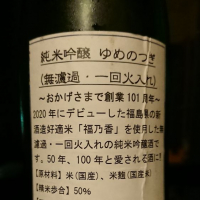 純米吟醸 ゆめのつき
(無濾過・一回火入れ)
～おかげさまで創業101周年～
2020年にデビューした福島県の新
酒造好適米「福乃香」を使用した無
濾過・一回火入れの純米吟醸酒で
す。50年、100年と愛される酒に
【原材料】米(国産)、米麹(国産)
【精米歩合】50%